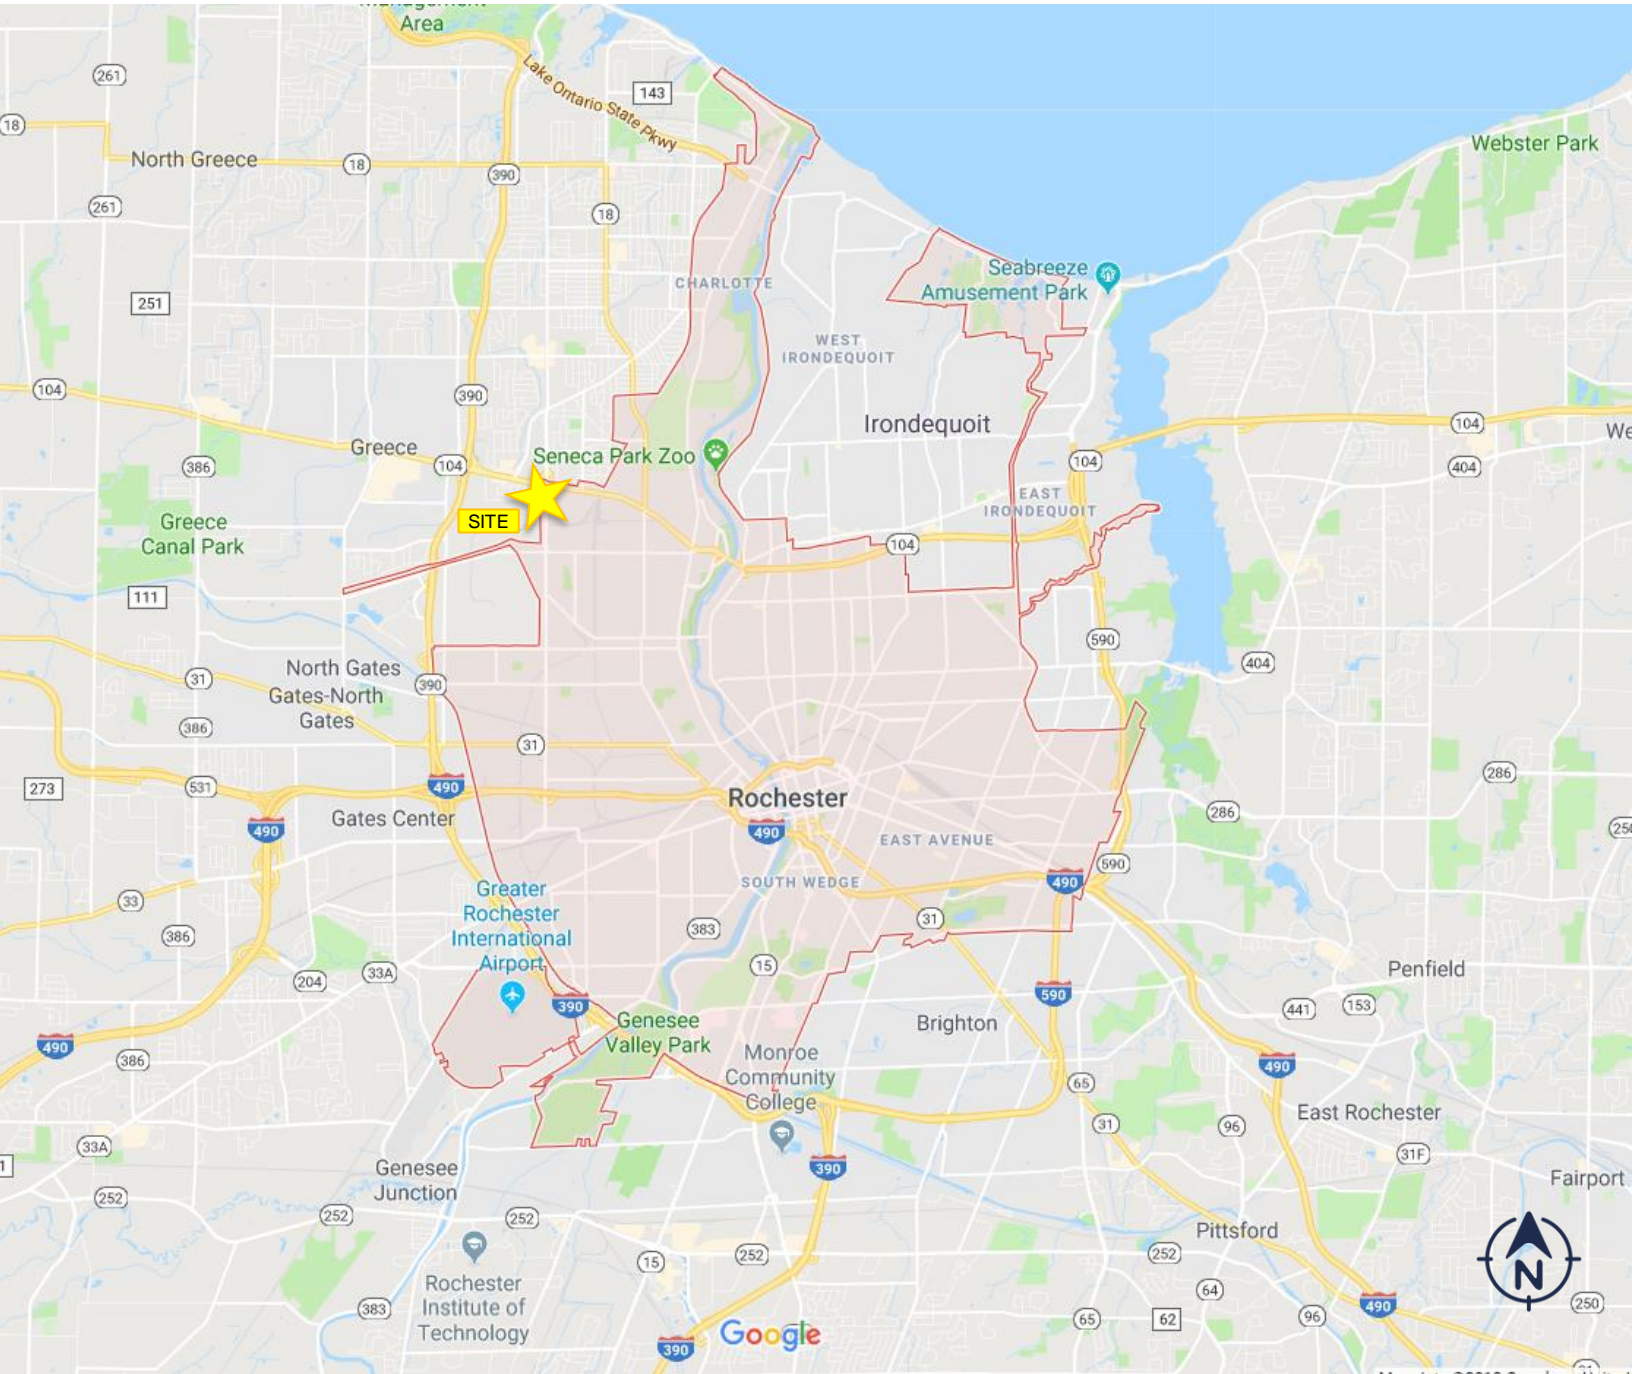 Area
261
Lake Ontario State Pkwy
143
18
North Greece
18
390
Webster Park
261
18
CHARLOTTE
Seabreeze
Amusement Park
251
WEST
IRONDEQUOIT
104
390
Irondequoit
104
Greece
104
Seneca Park Zoo
386
104
404
SITE
EAST
IRONDEQUOIT
Greece
Canal Park
104
111
590
404
North Gates
Gates-North
Gates
31
390
386
31
273
531
490
286
Rochester
Gates Center
490
490
286
EAST AVENUE
590
SOUTH WEDGE
490
Greater
Rochester
International
Airport
33
386
383
31
15
33A
204
Penfield
390
590
441
153
Genesee
Valley Park
Brighton
490
386
Monroe
Community
College
490
65
East Rochester
31
96
33A
31F
390
Genesee
Junction
Fairport
252
252
252
Pittsford
252
252
15
N
Rochester
Institute of
Technology
383
64
65
62
96
490
250
Google
390